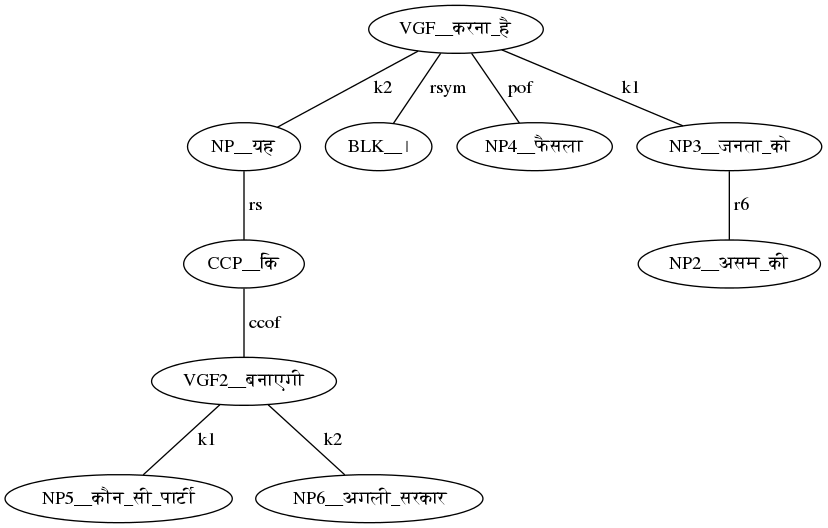 VGF__करना_है
k2 rsym pof k1
NP__यह BLK__। NP4__फैसला NP3__जनता_को
rs r6
CCP__कि NP2__असम_की
ccof
VGF2__बनाएगी
k1 k2
NP5__कौन_सी_पार्टी NP6__अगली_सरकार